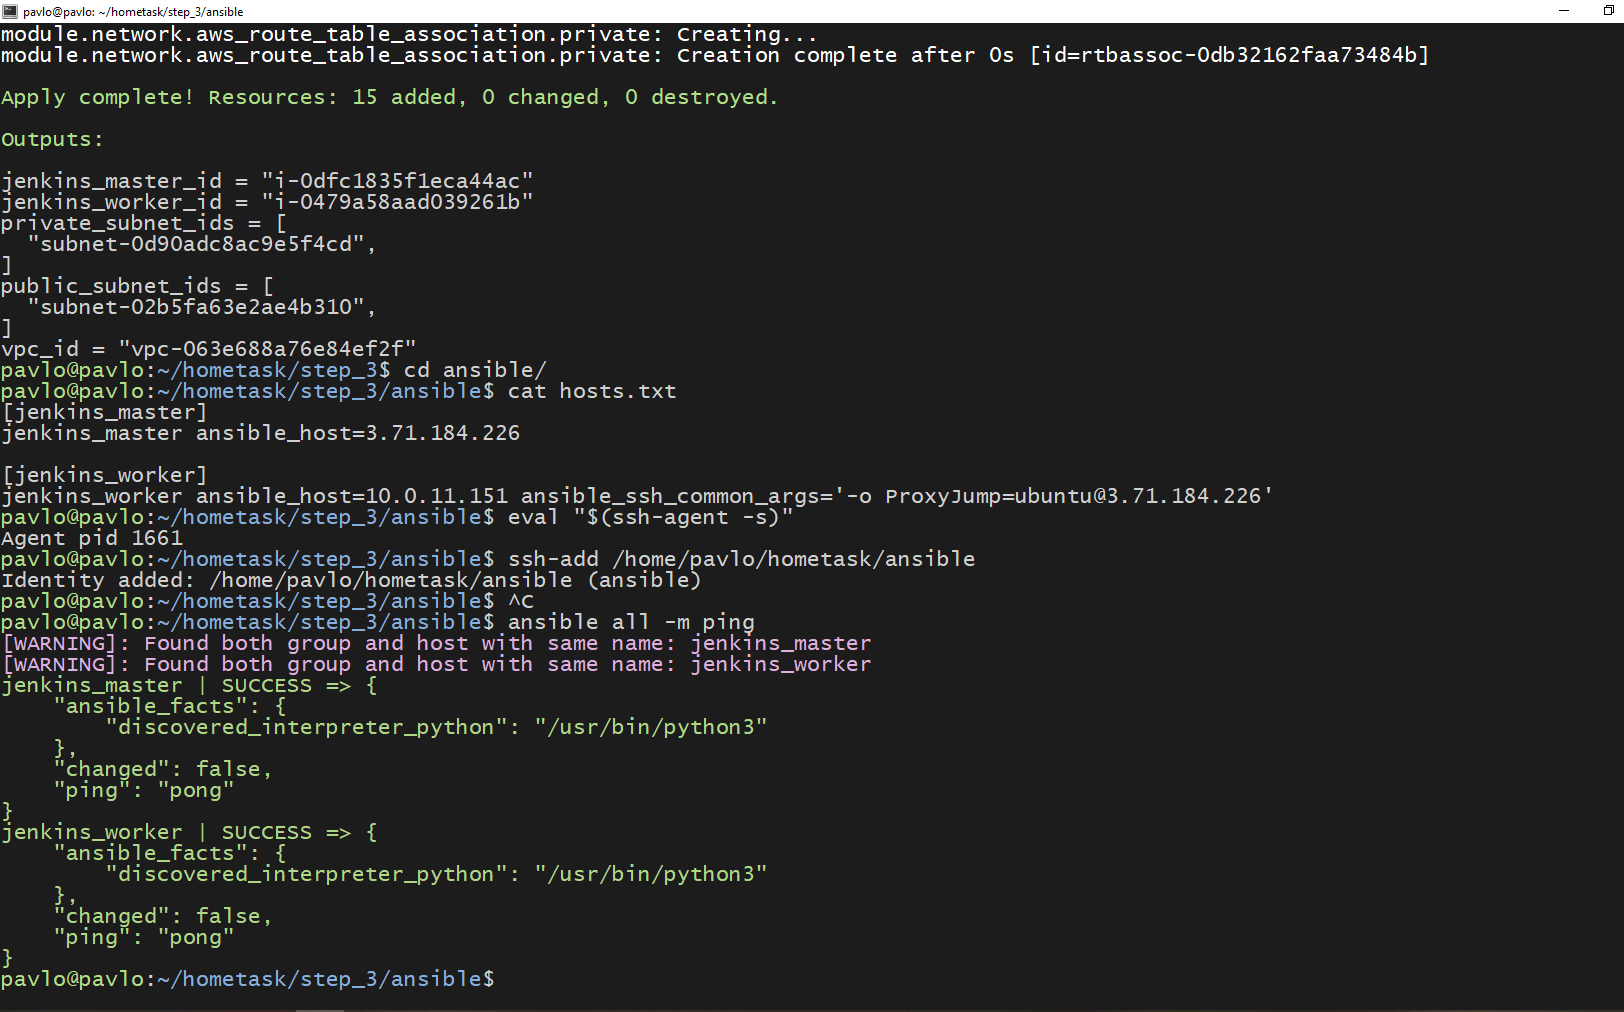 pavlo@pavlo: ~/hometask/step_3/ansible
module.network.aws_route_table_association.private: Creating...
module.network.aws_route_table_association.private: Creation complete after 0s [id=rtbassoc-0db32162faa73484b]

Apply complete! Resources: 15 added, 0 changed, 0 destroyed.

Outputs:

jenkins_master_id = "i-0dfc1835f1eca44ac"
jenkins_worker_id = "i-0479a58aad039261b"
private_subnet_ids = [
  "subnet-0d90adc8ac9e5f4cd",
]
public_subnet_ids = [
  "subnet-02b5fa63e2ae4b310",
]
vpc_id = "vpc-063e688a76e84ef2f"
pavlo@pavlo:~/hometask/step_3$ cd ansible/
pavlo@pavlo:~/hometask/step_3/ansible$ cat hosts.txt
[jenkins_master]
jenkins_master ansible_host=3.71.184.226

[jenkins_worker]
jenkins_worker ansible_host=10.0.11.151 ansible_ssh_common_args='-o ProxyJump=ubuntu@3.71.184.226'
pavlo@pavlo:~/hometask/step_3/ansible$ eval "$(ssh-agent -s)"
Agent pid 1661
pavlo@pavlo:~/hometask/step_3/ansible$ ssh-add /home/pavlo/hometask/ansible
Identity added: /home/pavlo/hometask/ansible (ansible)
pavlo@pavlo:~/hometask/step_3/ansible$ ^C
pavlo@pavlo:~/hometask/step_3/ansible$ ansible all -m ping
[WARNING]: Found both group and host with same name: jenkins_master
[WARNING]: Found both group and host with same name: jenkins_worker
jenkins_master | SUCCESS => {
    "ansible_facts": {
        "discovered_interpreter_python": "/usr/bin/python3"
    },
    "changed": false,
    "ping": "pong"
}
jenkins_worker | SUCCESS => {
    "ansible_facts": {
        "discovered_interpreter_python": "/usr/bin/python3"
    },
    "changed": false,
    "ping": "pong"
}
pavlo@pavlo:~/hometask/step_3/ansible$